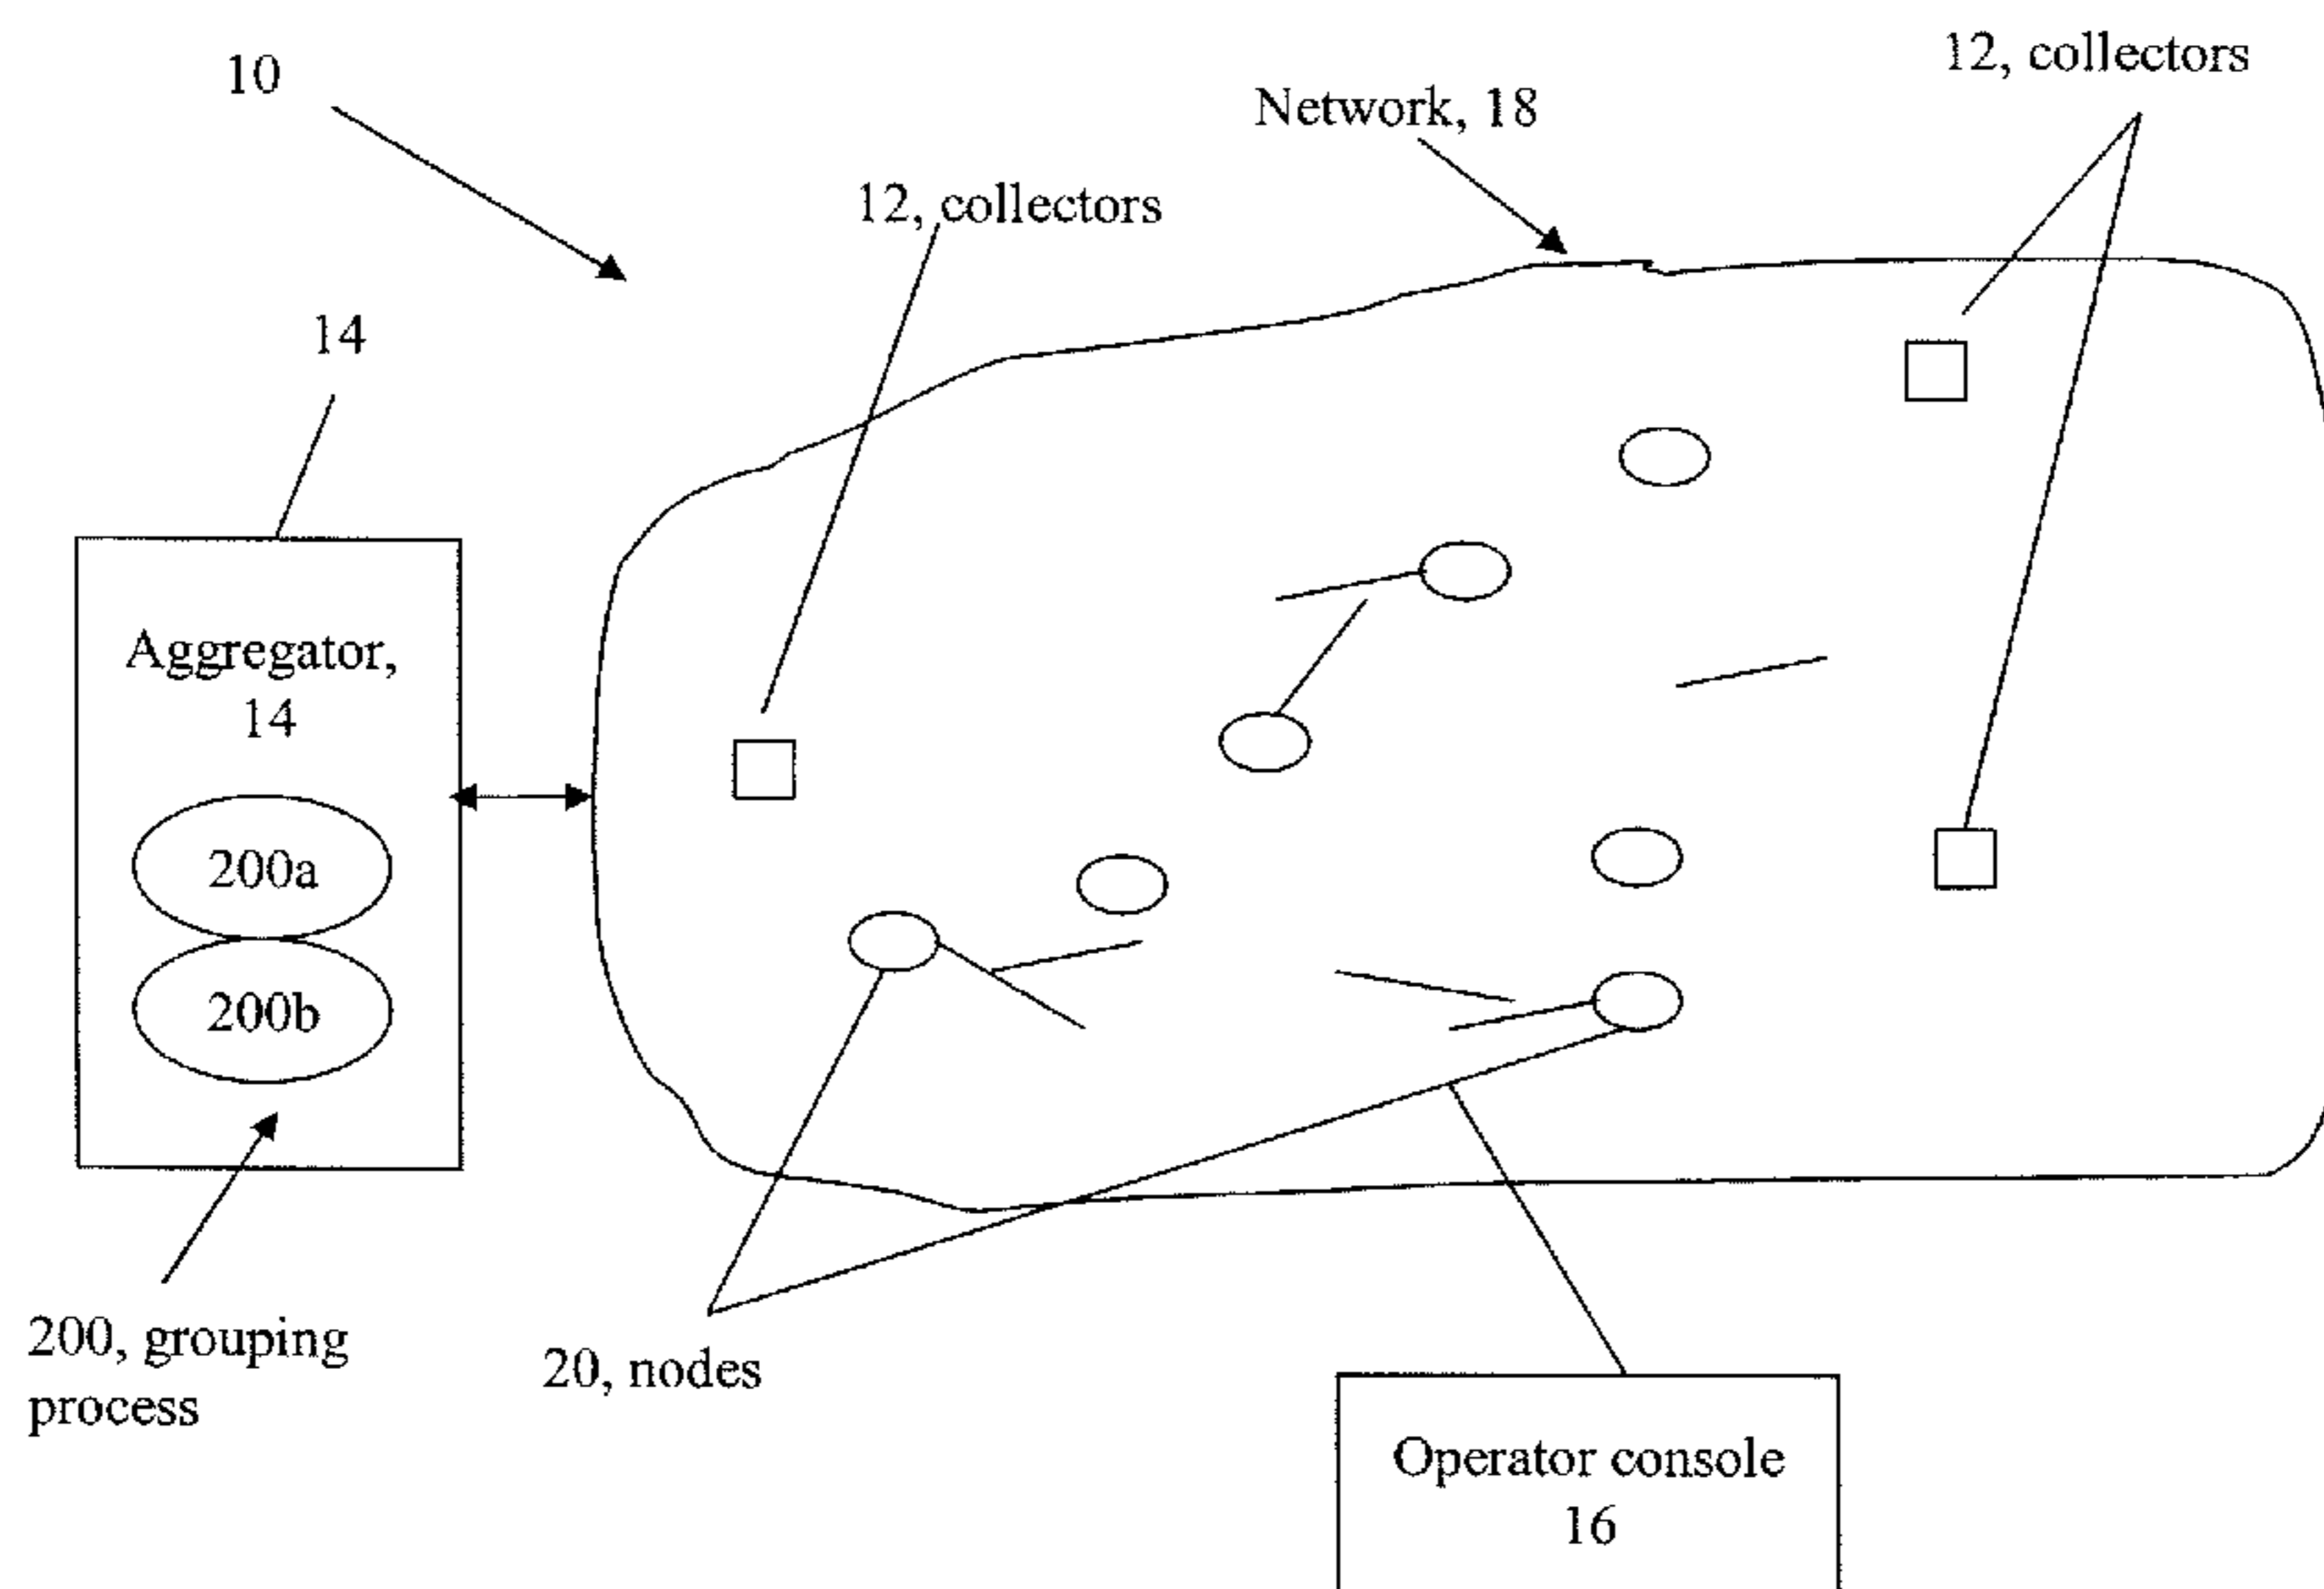 12, collectors
10
Network, 18
12, collectors
14
Aggregator,
14
200a
200b
200, grouping
process
20, nodes
Operator console
16